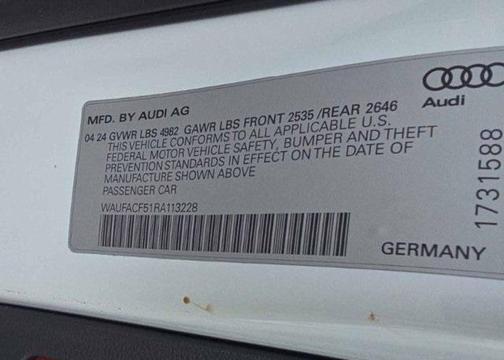 MFD. BY AUDI AG
04 24 GVWR LBS 4982 GAWR LBS FRONT 2535 /REAR 2646
THIS VEHICLE CONFORMS TO ALL APPLICABLE U.S.
FEDERAL MOTOR VEHICLE SAFETY, BUMPER AND THEFT
PREVENTION STANDARDS IN EFFECT ON THE DATE OF
MANUFACTURE SHOWN ABOVE
PASSENGER CAR
WAUFACF51RA113228
Audi
1731588
GERMANY